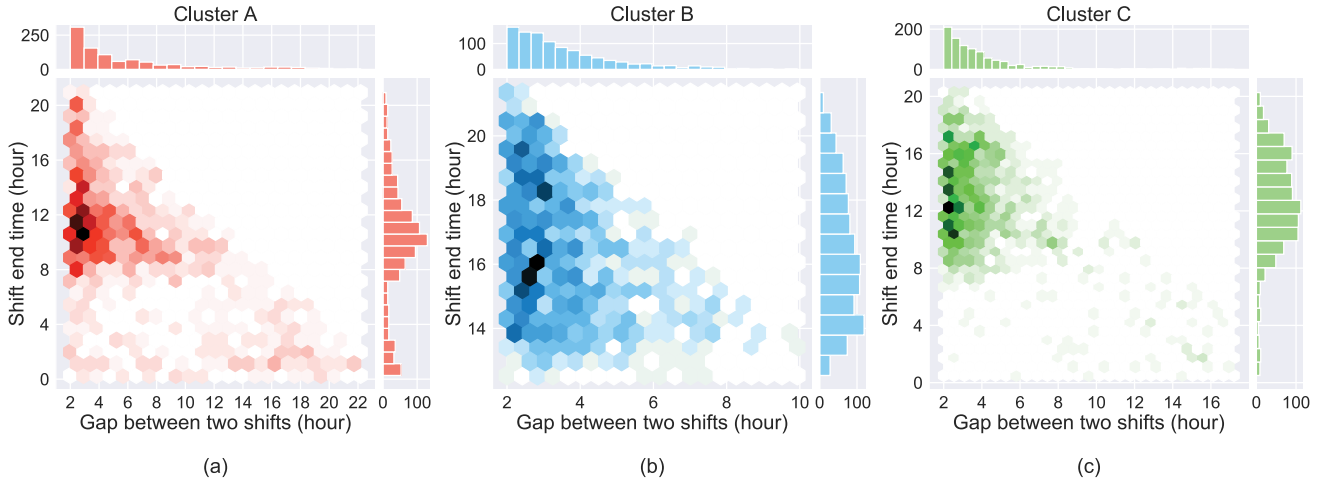 Cluster A
250
0
20
16
12
8
4
0
Shift end time (hour)
2 4 6 8 10 12 14 16 18 20 22
0 100
Gap between two shifts (hour)
(a)
Cluster B
100
0
20
18
16
14
Shift end time (hour)
2 4 6 8 10
0 100
Gap between two shifts (hour)
(b)
Cluster C
200
0
20
16
12
8
4
0
Shift end time (hour)
2 4 6 8 10 12 14 16
0 100
Gap between two shifts (hour)
(c)